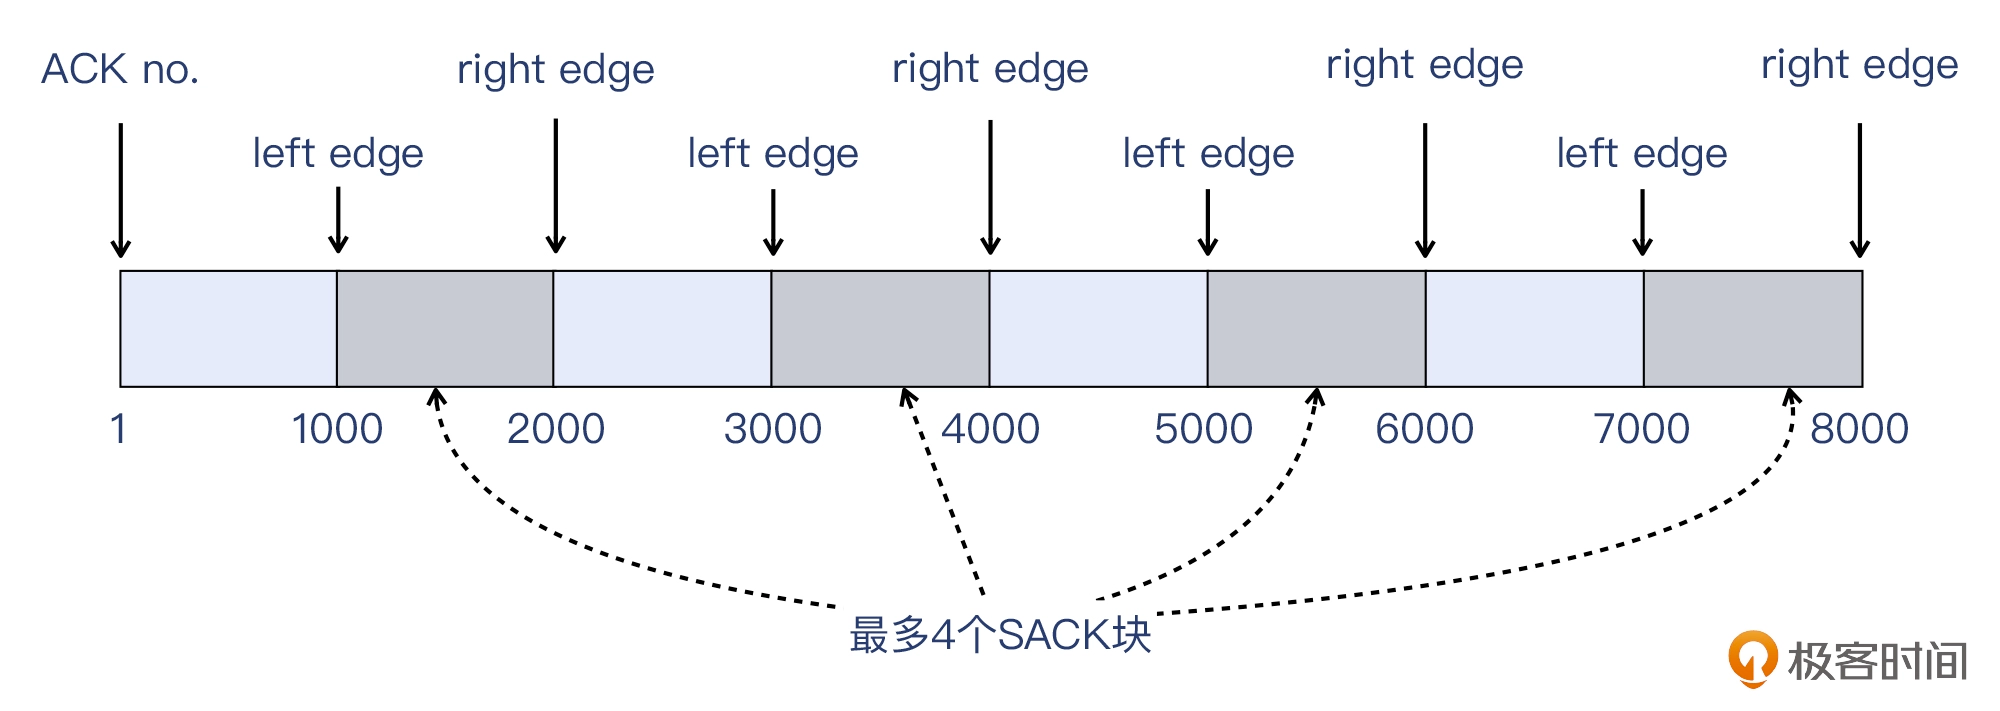 ACK no.
right edge
right edge
right edge
right edge
left edge
left edge
left edge
left edge
1
1000
2000
3000
4000
5000
6000
7000
8000
最多4个SACK块
极客时间